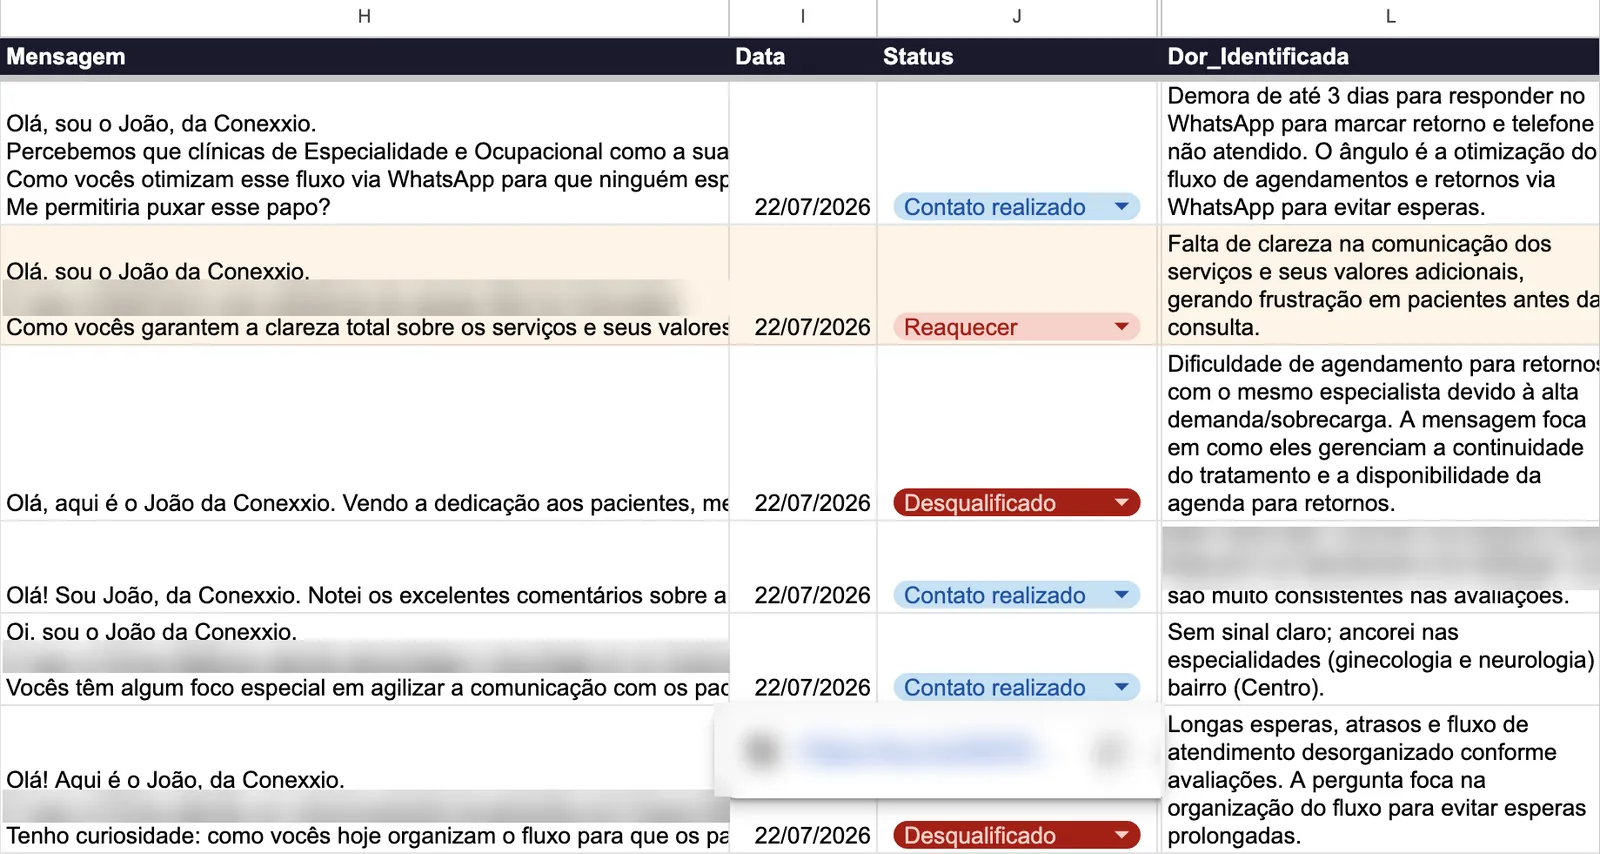 H I J L
Mensagem Data Status Dor_Identificada
Olá, sou o João, da Conexxio.
Percebemos que clínicas de Especialidade e Ocupacional como a sua
Como vocês otimizam esse fluxo via WhatsApp para que ninguém esp
Me permitiria puxar esse papo?
22/07/2026
Contato realizado
Demora de até 3 dias para responder no
WhatsApp para marcar retorno e telefone
não atendido. O ângulo é a otimização do
fluxo de agendamentos e retornos via
WhatsApp para evitar esperas.
Olá, sou o João da Conexxio.
Como vocês garantem a clareza total sobre os serviços e seus valores
22/07/2026
Reaquecer
Falta de clareza na comunicação dos
serviços e seus valores adicionais,
gerando frustração em pacientes antes da
consulta.
Olá, aqui é o João da Conexxio. Vendo a dedicação aos pacientes, me
22/07/2026
Desqualificado
Dificuldade de agendamento para retornos
com o mesmo especialista devido à alta
demanda/sobrecarga. A mensagem foca
em como eles gerenciam a continuidade
do tratamento e a disponibilidade da
agenda para retornos.
Olá! Sou João, da Conexxio. Notei os excelentes comentários sobre a
22/07/2026
Contato realizado
são muito consistentes nas avaliações.
Oi, sou o João da Conexxio.
Vocês têm algum foco especial em agilizar a comunicação com os pac
22/07/2026
Contato realizado
Sem sinal claro; ancorei nas
especialidades (ginecologia e neurologia)
bairro (Centro).
Olá! Aqui é o João, da Conexxio.
Tenho curiosidade: como vocês hoje organizam o fluxo para que os pa
22/07/2026
Desqualificado
Longas esperas, atrasos e fluxo de
atendimento desorganizado conforme
avaliações. A pergunta foca na
organização do fluxo para evitar esperas
prolongadas.